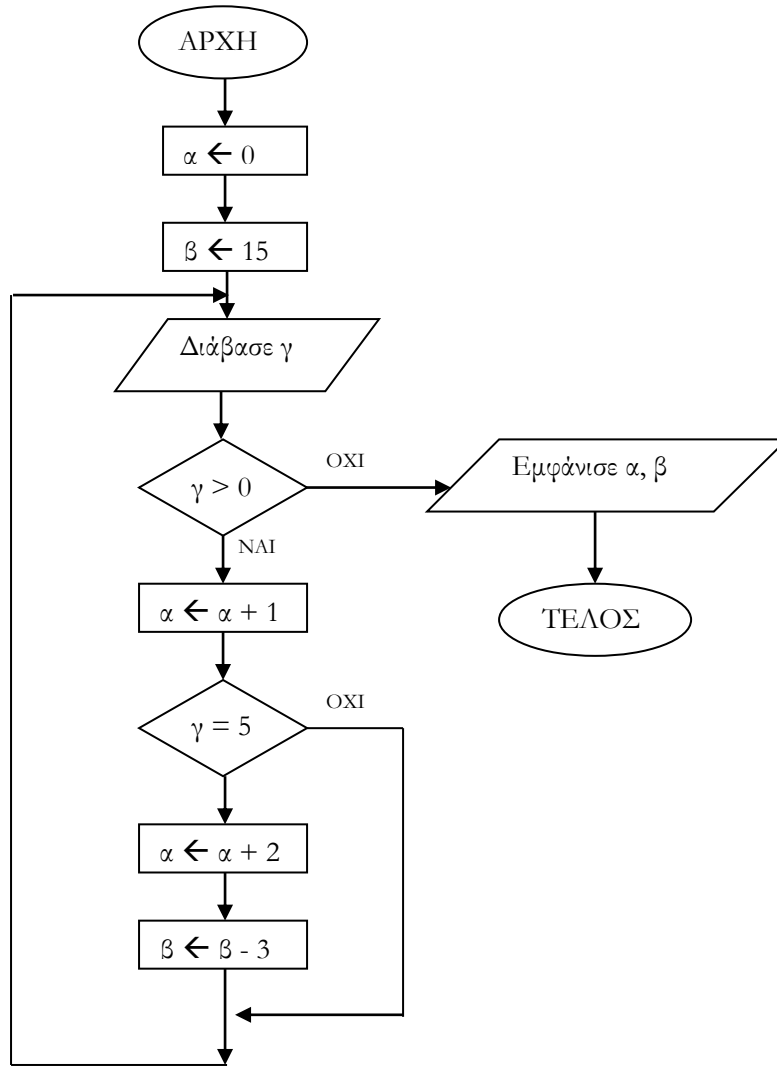 ΑΡΧΗ
α ← 0
β ← 15
Διάβασε γ
γ > 0
ΟΧΙ
Εμφάνισε α, β
ΝΑΙ
α ← α + 1
ΤΕΛΟΣ
γ = 5
ΟΧΙ
α ← α + 2
β ← β - 3